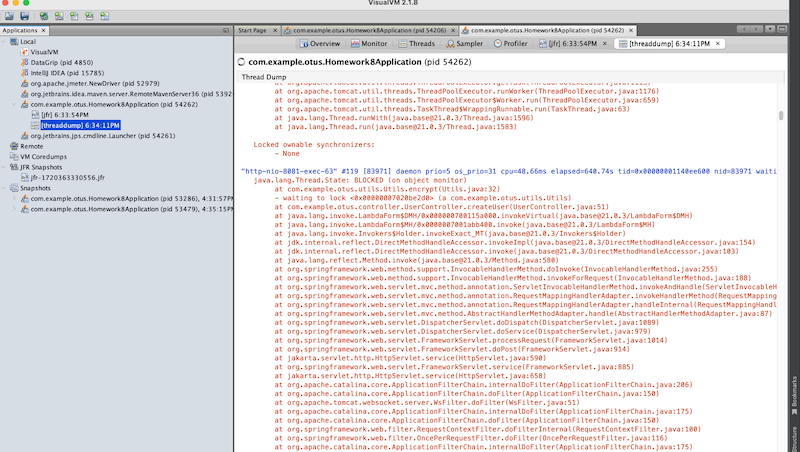 VisualVM 2.1.8
Applications ×
Local
VisualVM
DataGrip (pid 4850)
IntelliJ IDEA (pid 15785)
org.apache.jmeter.NewDriver (pid 52979)
org.jetbrains.idea.maven.server.RemoteMavenServer36 (pid 5392
com.example.otus.Homework8Application (pid 54262)
[jfr] 6:33:54PM
[threaddump] 6:34:11PM
org.jetbrains.jps.cmdline.Launcher (pid 54261)
Remote
VM Coredumps
JFR Snapshots
jfr-1720363330556.jfr
Snapshots
com.example.otus.Homework8Application (pid 53286), 4:31:57P
com.example.otus.Homework8Application (pid 53479), 4:35:15P
Start Page × com.example.otus.Homework8Application (pid 54206) × com.example.otus.Homework8Application (pid 54262) ×
Overview Monitor Threads Sampler Profiler [jfr] 6:33:54PM × [threaddump] 6:34:11PM ×
com.example.otus.Homework8Application (pid 54262)
Thread Dump
at org.apache.tomcat.util.threads.ThreadPoolExecutor.runWorker(ThreadPoolExecutor.java:1176)
at org.apache.tomcat.util.threads.ThreadPoolExecutor$Worker.run(ThreadPoolExecutor.java:659)
at org.apache.tomcat.util.threads.TaskThread$WrappingRunnable.run(TaskThread.java:63)
at java.lang.Thread.runWith(java.base@21.0.3/Thread.java:1596)
at java.lang.Thread.run(java.base@21.0.3/Thread.java:1583)
Locked ownable synchronizers:
- None
"http-nio-8081-exec-63" #119 [83971] daemon prio=5 os_prio=31 cpu=48.66ms elapsed=640.74s tid=0x00000001140ee600 nid=83971 waiti
java.lang.Thread.State: BLOCKED (on object monitor)
at com.example.otus.utils.Utils.encrypt(Utils.java:32)
- waiting to lock <0x00000007020be2d0> (a com.example.otus.utils.Utils)
at com.example.otus.controller.UserController.createUser(UserController.java:51)
at java.lang.invoke.LambdaForm$DMH/0x000000700115a000.invokeVirtual(java.base@21.0.3/LambdaForm$DMH)
at java.lang.invoke.LambdaForm$MH/0x0000007001abb400.invoke(java.base@21.0.3/LambdaForm$MH)
at java.lang.invoke.Invokers$Holder.invokeExact_MT(java.base@21.0.3/Invokers$Holder)
at jdk.internal.reflect.DirectMethodHandleAccessor.invokeImpl(java.base@21.0.3/DirectMethodHandleAccessor.java:154)
at jdk.internal.reflect.DirectMethodHandleAccessor.invoke(java.base@21.0.3/DirectMethodHandleAccessor.java:103)
at java.lang.reflect.Method.invoke(java.base@21.0.3/Method.java:580)
at org.springframework.web.method.support.InvocableHandlerMethod.doInvoke(InvocableHandlerMethod.java:255)
at org.springframework.web.method.support.InvocableHandlerMethod.invokeForRequest(InvocableHandlerMethod.java:188)
at org.springframework.web.servlet.mvc.method.annotation.ServletInvocableHandlerMethod.invokeAndHandle(ServletInvocableH
at org.springframework.web.servlet.mvc.method.annotation.RequestMappingHandlerAdapter.invokeHandlerMethod(RequestMapping
at org.springframework.web.servlet.mvc.method.annotation.RequestMappingHandlerAdapter.handleInternal(RequestMappingHandl
at org.springframework.web.servlet.mvc.method.AbstractHandlerMethodAdapter.handle(AbstractHandlerMethodAdapter.java:87)
at org.springframework.web.servlet.DispatcherServlet.doDispatch(DispatcherServlet.java:1089)
at org.springframework.web.servlet.DispatcherServlet.doService(DispatcherServlet.java:979)
at org.springframework.web.servlet.FrameworkServlet.processRequest(FrameworkServlet.java:1014)
at org.springframework.web.servlet.FrameworkServlet.doPost(FrameworkServlet.java:914)
at jakarta.servlet.http.HttpServlet.service(HttpServlet.java:590)
at org.springframework.web.servlet.FrameworkServlet.service(FrameworkServlet.java:885)
at jakarta.servlet.http.HttpServlet.service(HttpServlet.java:658)
at org.apache.catalina.core.ApplicationFilterChain.internalDoFilter(ApplicationFilterChain.java:206)
at org.apache.catalina.core.ApplicationFilterChain.doFilter(ApplicationFilterChain.java:150)
at org.apache.tomcat.websocket.server.WsFilter.doFilter(WsFilter.java:51)
at org.apache.catalina.core.ApplicationFilterChain.internalDoFilter(ApplicationFilterChain.java:175)
at org.apache.catalina.core.ApplicationFilterChain.doFilter(ApplicationFilterChain.java:150)
at org.springframework.web.filter.RequestContextFilter.doFilterInternal(RequestContextFilter.java:100)
at org.springframework.web.filter.OncePerRequestFilter.doFilter(OncePerRequestFilter.java:116)
at org.apache.catalina.core.ApplicationFilterChain.internalDoFilter(ApplicationFilterChain.java:175)
Bookmarks
Structure